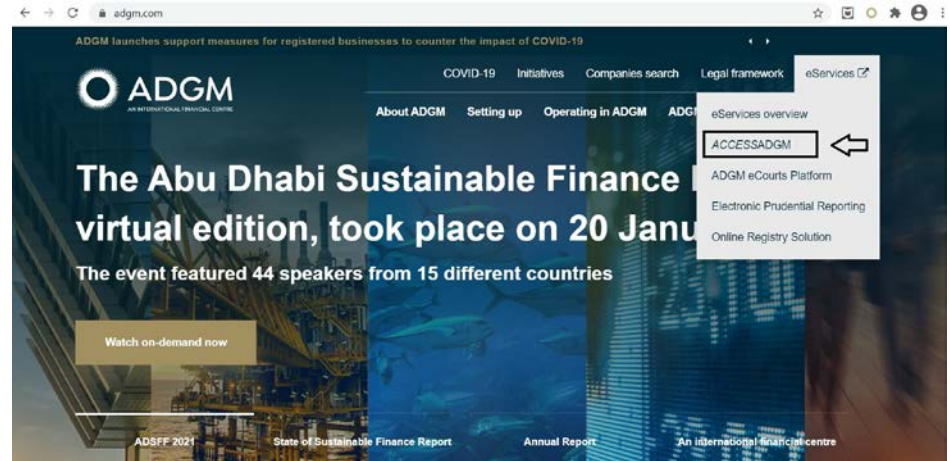 adgm.com
ADGM launches support measures for registered businesses to counter the impact of COVID-19
COVID-19 Initiatives Companies search Legal framework eServices
ADGM
AN INTERNATIONAL FINANCIAL CENTRE
About ADGM Setting up Operating in ADGM
eServices overview
ACCESSADGM
ADGM eCourts Platform
Electronic Prudential Reporting
Online Registry Solution
The Abu Dhabi Sustainable Finance
virtual edition, took place on 20 Janu
The event featured 44 speakers from 15 different countries
Watch on-demand now
ADSFF 2021 State of Sustainable Finance Report Annual Report An international financial centre